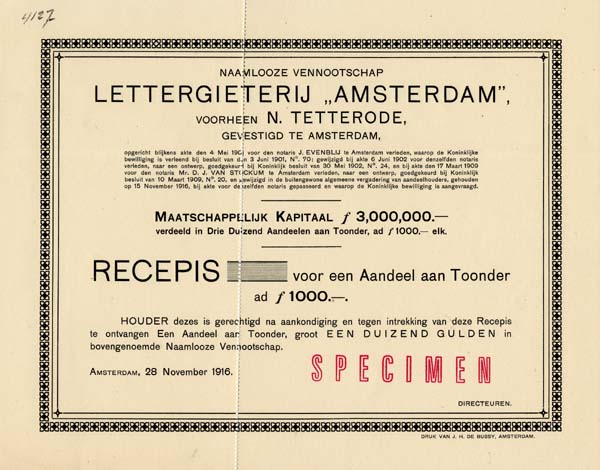 4127
NAAMLOOZE VENNOOTSCHAP
LETTERGIETERIJ „AMSTERDAM",
VOORHEEN N. TETTERODE,
GEVESTIGD TE AMSTERDAM,
opgericht blijkens akte den 4 Mei 1901 voor den notaris J. EVENBLIJ te Amsterdam verleden, waarop de Koninklijke
bewilliging is verleend bij besluit van den 3 Juni 1901, Nº. 70; gewijzigd bij akte 6 Juni 1902 voor denzelfden notaris
verleden, naar een ontwerp, goedgekeurd bij Koninklijk besluit van 30 Mei 1902, Nº. 24, en bij akte van 17 Maart 1909
voor den notaris Mr. D. J. VAN STOCKUM te Amsterdam verleden, naar een ontwerp, goedgekeurd bij Koninklijk
besluit van 10 Maart 1909, Nº. 20, en gewijzigd in de buitengewone algemeene vergadering van aandeelhouders, gehouden
op 15 November 1916, bij akte voor denzelfden notaris gepasseerd en waarop de Koninklijke bewilliging is aangevraagd.
MAATSCHAPPELIJK KAPITAAL ƒ 3,000,000.—
verdeeld in Drie Duizend Aandeelen aan Toonder, ad ƒ 1000.— elk.
RECEPIS voor een Aandeel aan Toonder
ad ƒ 1000.—.
HOUDER dezes is gerechtigd na aankondiging en tegen intrekking van deze Recepis
te ontvangen Een Aandeel aan Toonder, groot EEN DUIZEND GULDEN in
bovengenoemde Naamlooze Vennootschap.
AMSTERDAM, 28 November 1916.
SPECIMEN
DIRECTEUREN.
DRUK VAN J. H. DE BUSSY, AMSTERDAM.